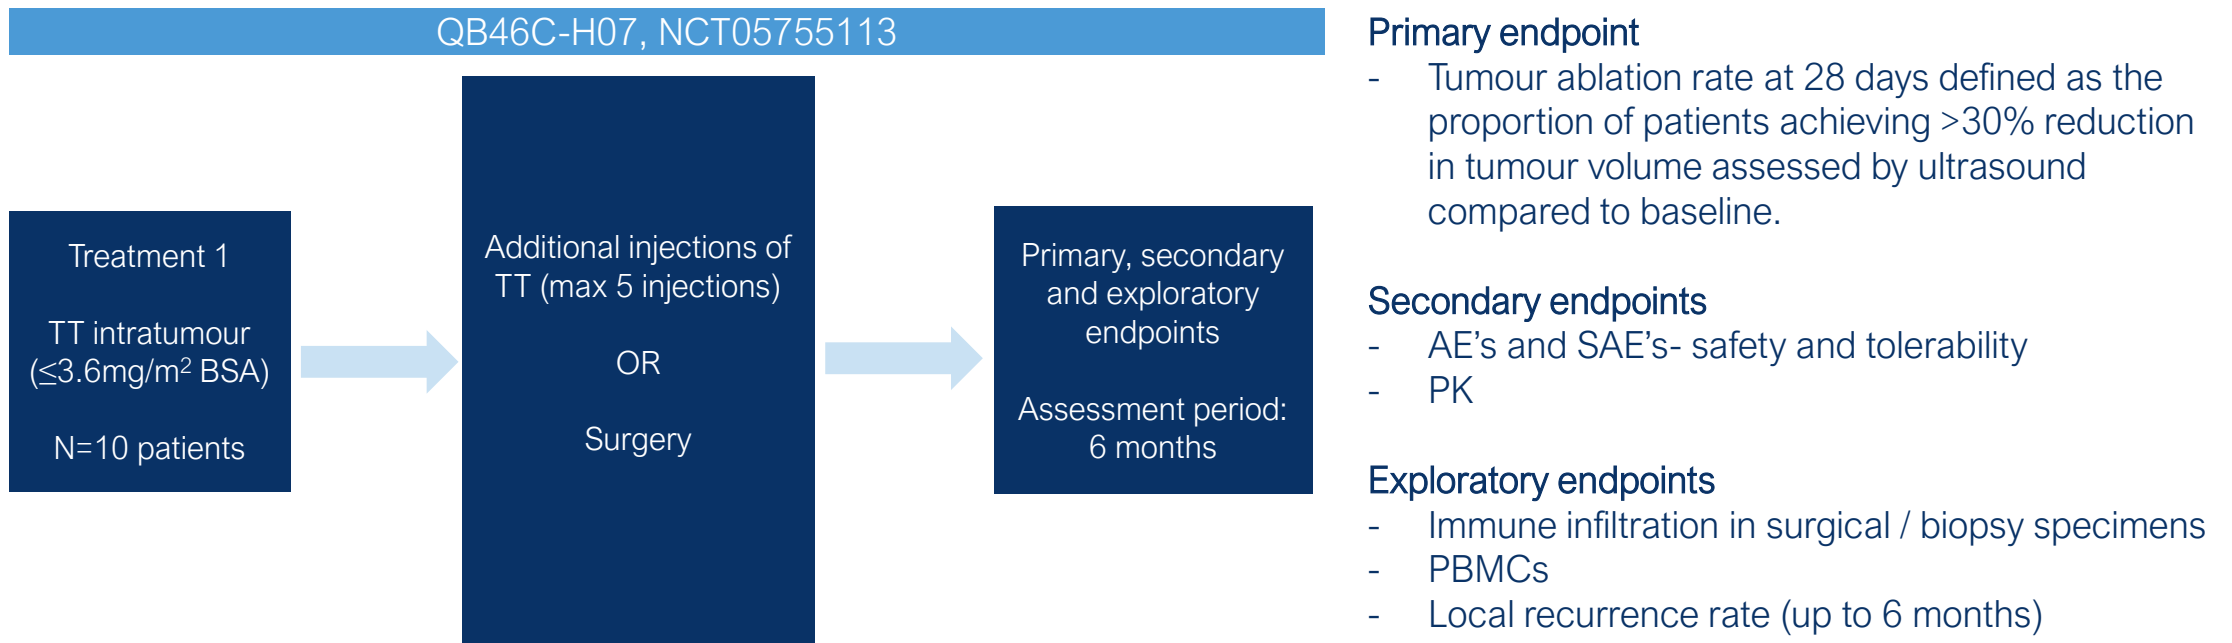 QB46C-H07, NCT05755113
Treatment 1
TT intratumour
(≤3.6mg/m² BSA)
N=10 patients
Additional injections of
TT (max 5 injections)
OR
Surgery
Primary, secondary
and exploratory
endpoints
Assessment period:
6 months
Primary endpoint
- Tumour ablation rate at 28 days defined as the
proportion of patients achieving >30% reduction
in tumour volume assessed by ultrasound
compared to baseline.
Secondary endpoints
- AE’s and SAE’s- safety and tolerability
- PK
Exploratory endpoints
- Immune infiltration in surgical / biopsy specimens
- PBMCs
- Local recurrence rate (up to 6 months)